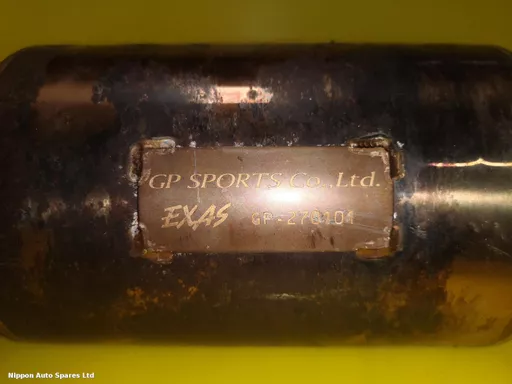 GP SPORTS Co.,Ltd.
EXAS GP-278104
Nippon Auto Spares Ltd